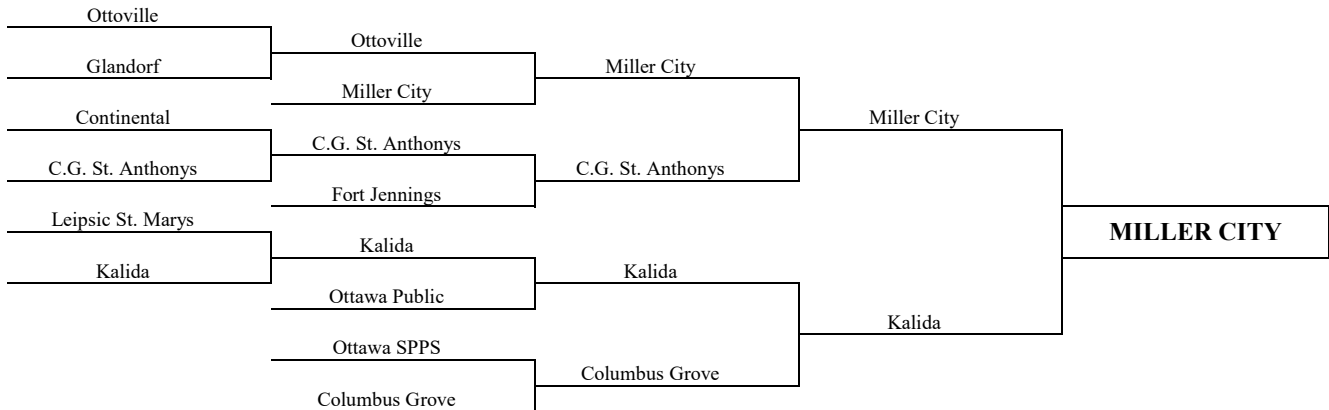 Ottoville
Ottoville
Glandorf
Miller City
Miller City
Continental
Miller City
C.G. St. Anthonys
C.G. St. Anthonys
C.G. St. Anthonys
Fort Jennings
Leipsic St. Marys
MILLER CITY
Kalida
Kalida
Kalida
Ottawa Public
Kalida
Ottawa SPPS
Columbus Grove
Columbus Grove